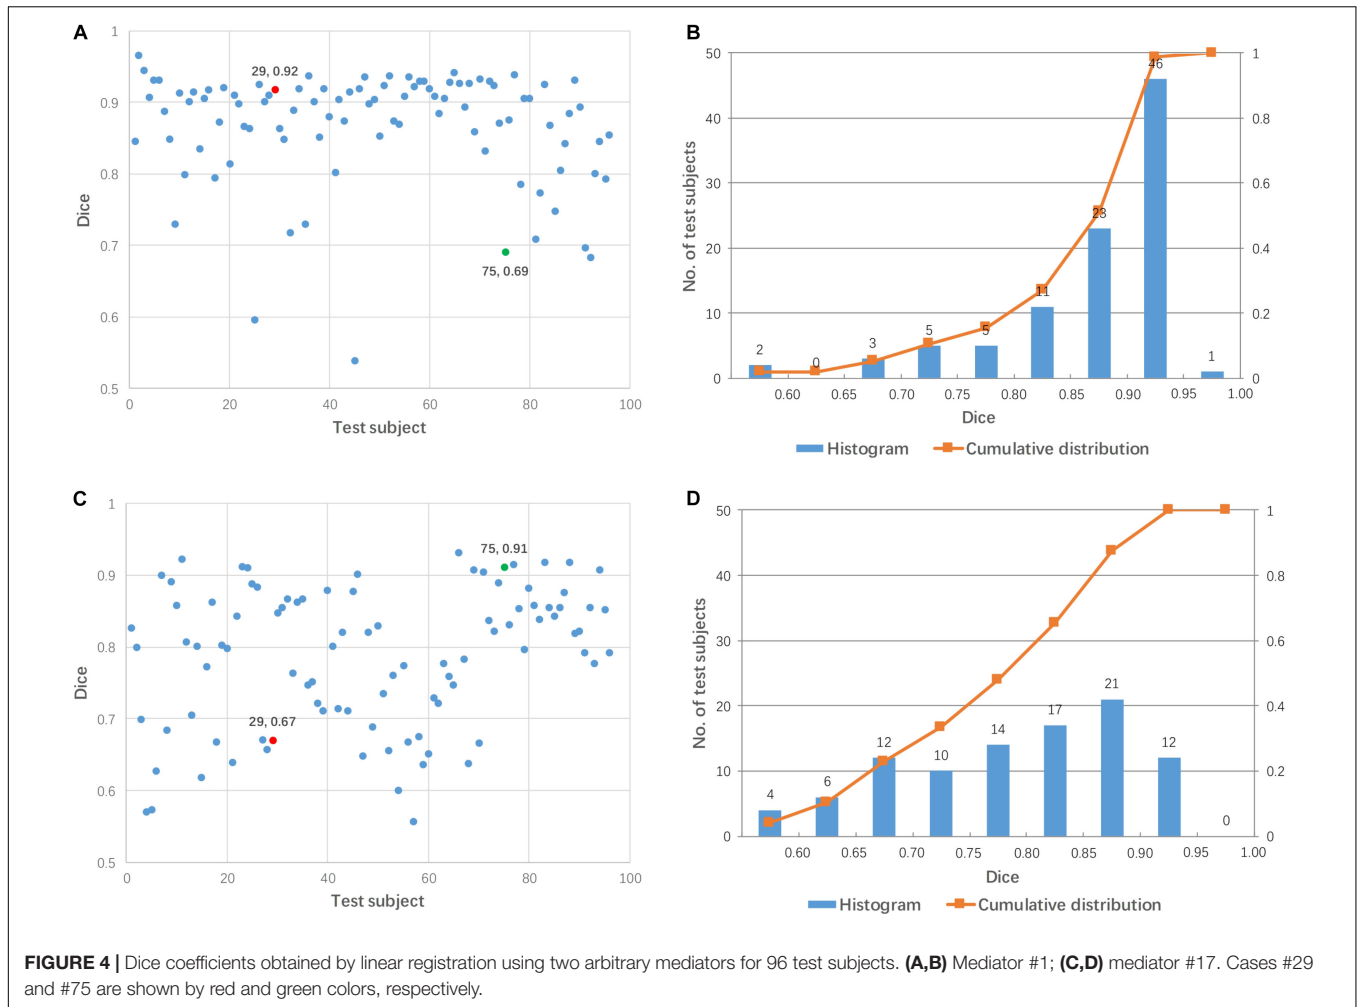 A
1
0.9
0.8
0.7
0.6
0.5
Dice
29, 0.92
75, 0.69
0 20 40 60 80 100
Test subject
B
50
40
30
20
10
0
No. of test subjects
1
0.8
0.6
0.4
0.2
0
2 0 3 5 5 11 23 46 1
0.60 0.65 0.70 0.75 0.80 0.85 0.90 0.95 1.00
Dice
Histogram Cumulative distribution
C
1
0.9
0.8
0.7
0.6
0.5
Dice
75, 0.91
29, 0.67
0 20 40 60 80 100
Test subject
D
50
40
30
20
10
0
No. of test subjects
1
0.8
0.6
0.4
0.2
0
4 6 12 10 14 17 21 12 0
0.60 0.65 0.70 0.75 0.80 0.85 0.90 0.95 1.00
Dice
Histogram Cumulative distribution
FIGURE 4 | Dice coefficients obtained by linear registration using two arbitrary mediators for 96 test subjects. (A,B) Mediator #1; (C,D) mediator #17. Cases #29
and #75 are shown by red and green colors, respectively.